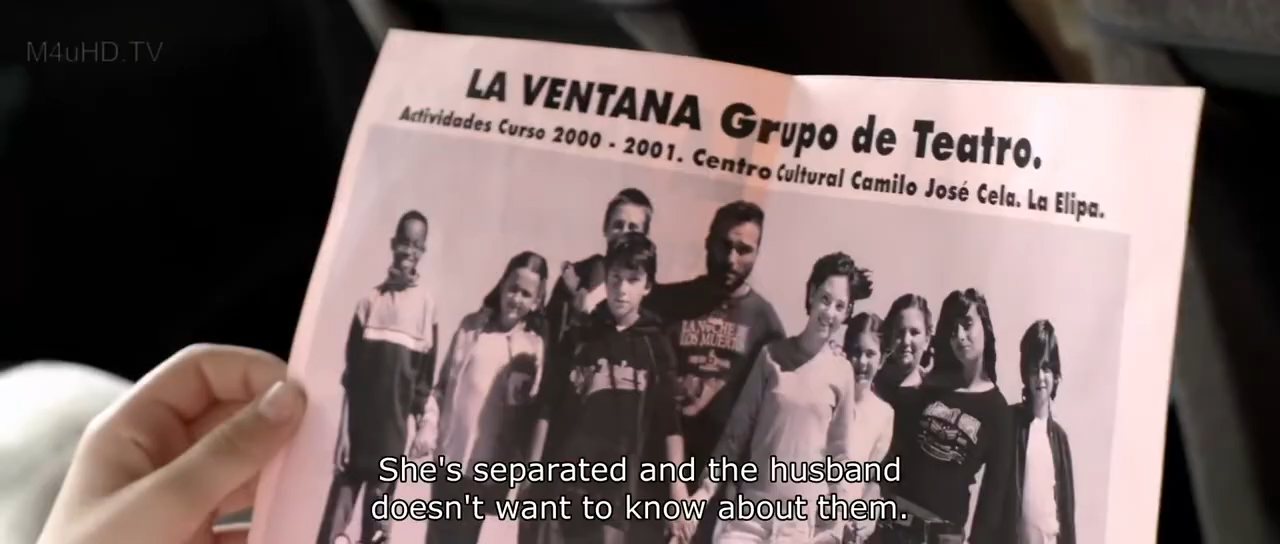 M4uHD.TV
LA VENTANA Grupo de Teatro.
Actividades Curso 2000 - 2001. Centro Cultural Camilo José Cela. La Elipa.
She's separated and the husband
doesn't want to know about them.